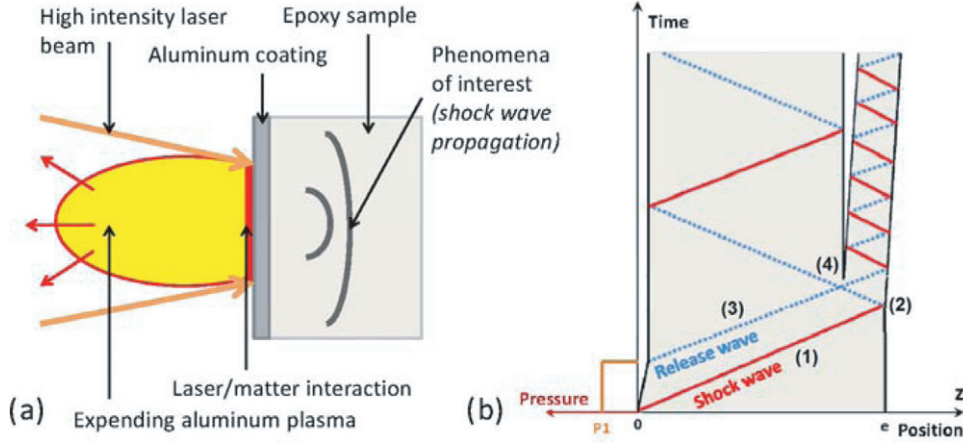 High intensity laser
beam
Aluminum coating
Epoxy sample
Phenomena
of interest
(shock wave
propagation)
Laser/matter interaction
Expending aluminum plasma
(a)
Time
(4)
(2)
(3)
(1)
Release wave
Shock wave
Pressure
P1
0
e
Z
Position
(b)